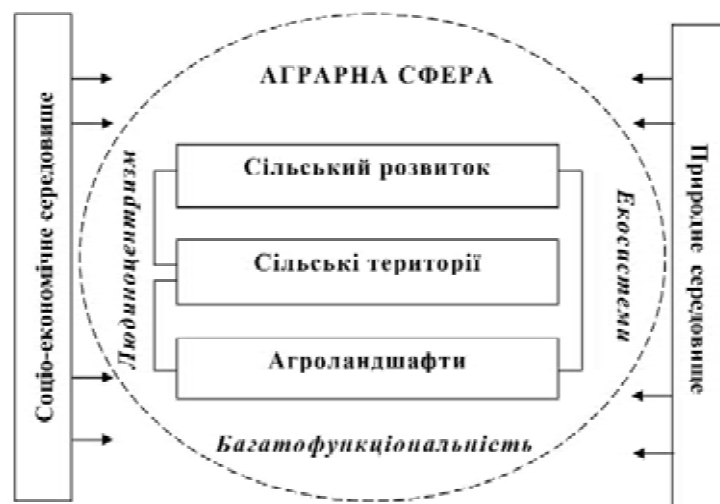 Соціо-економічне середовище
АГРАРНА СФЕРА
Людиноцентризм
Сільський розвиток
Сільські території
Агроландшафти
Екосистеми
Багатофункціональність
Природне середовище